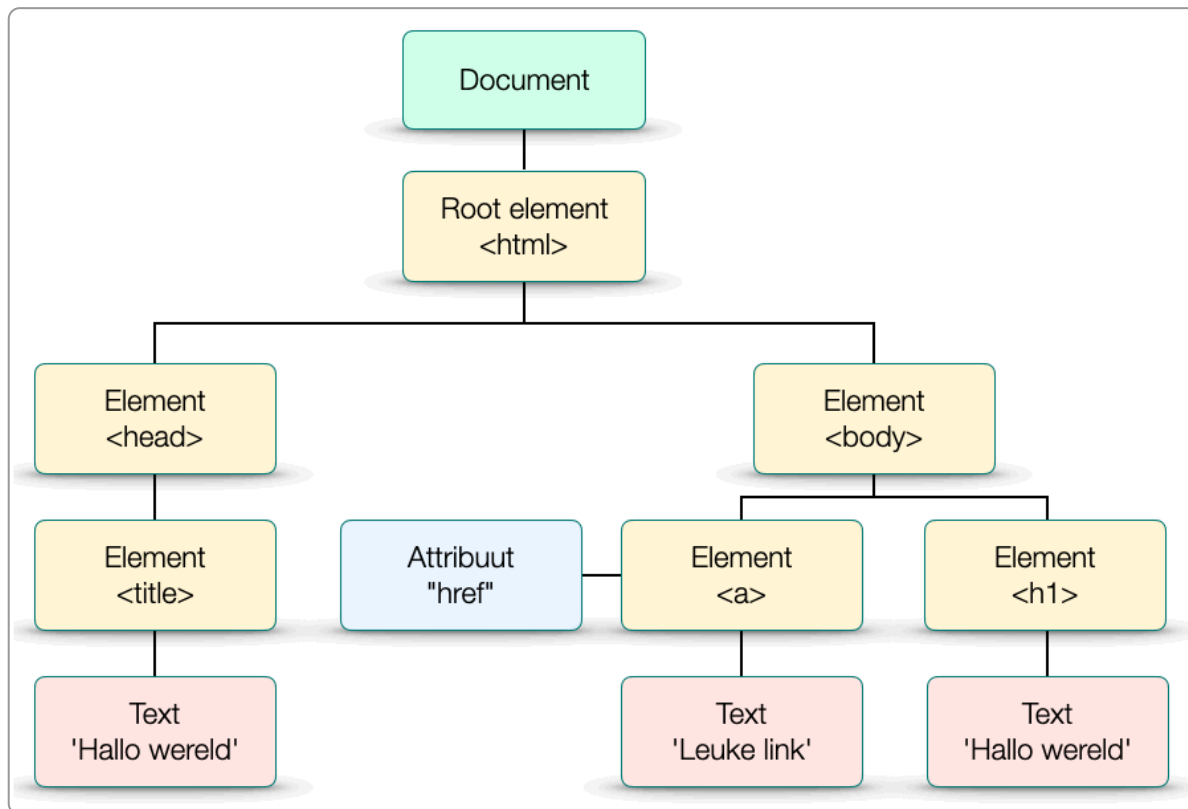 Document
Root element
<html>
Element
<head>
Element
<body>
Element
<title>
Attribuut
"href"
Element
<a>
Element
<h1>
Text
'Hallo wereld'
Text
'Leuke link'
Text
'Hallo wereld'